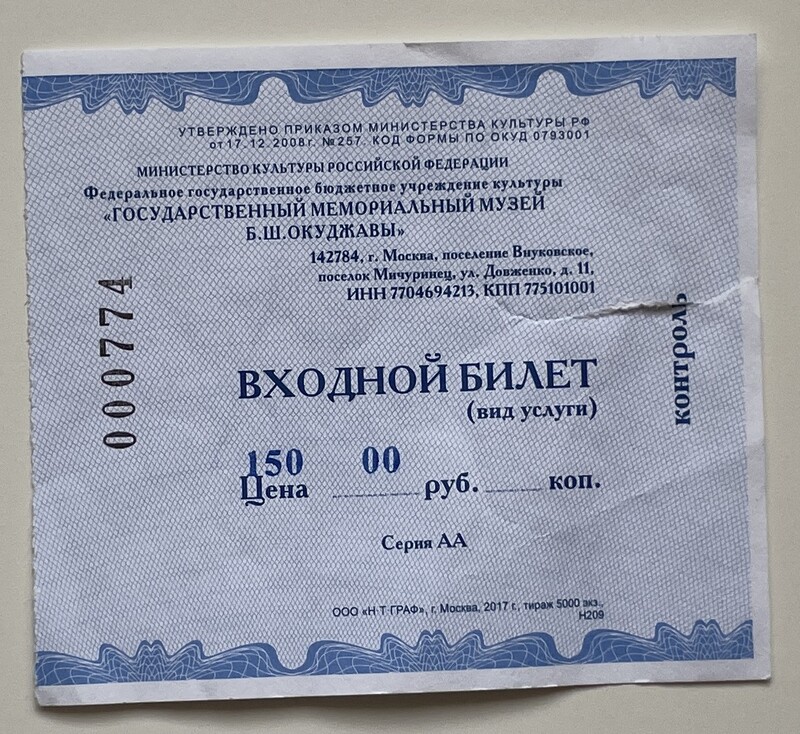 УТВЕРЖДЕНО ПРИКАЗОМ МИНИСТЕРСТВА КУЛЬТУРЫ РФ
от 17. 12. 2008 г. № 257. КОД ФОРМЫ ПО ОКУД 0793001
МИНИСТЕРСТВО КУЛЬТУРЫ РОССИЙСКОЙ ФЕДЕРАЦИИ
Федеральное государственное бюджетное учреждение культуры
«ГОСУДАРСТВЕННЫЙ МЕМОРИАЛЬНЫЙ МУЗЕЙ
Б.Ш.ОКУДЖАВЫ»
142784, г. Москва, поселение Внуковское,
поселок Мичуринец, ул. Довженко, д. 11,
ИНН 7704694213, КПП 775101001
000774
контроль
ВХОДНОЙ БИЛЕТ
(вид услуги)
150 00
Цена руб. коп.
Серия АА
ООО «Н·Т·ГРАФ», г. Москва, 2017 г., тираж 5000 экз.,
Н209